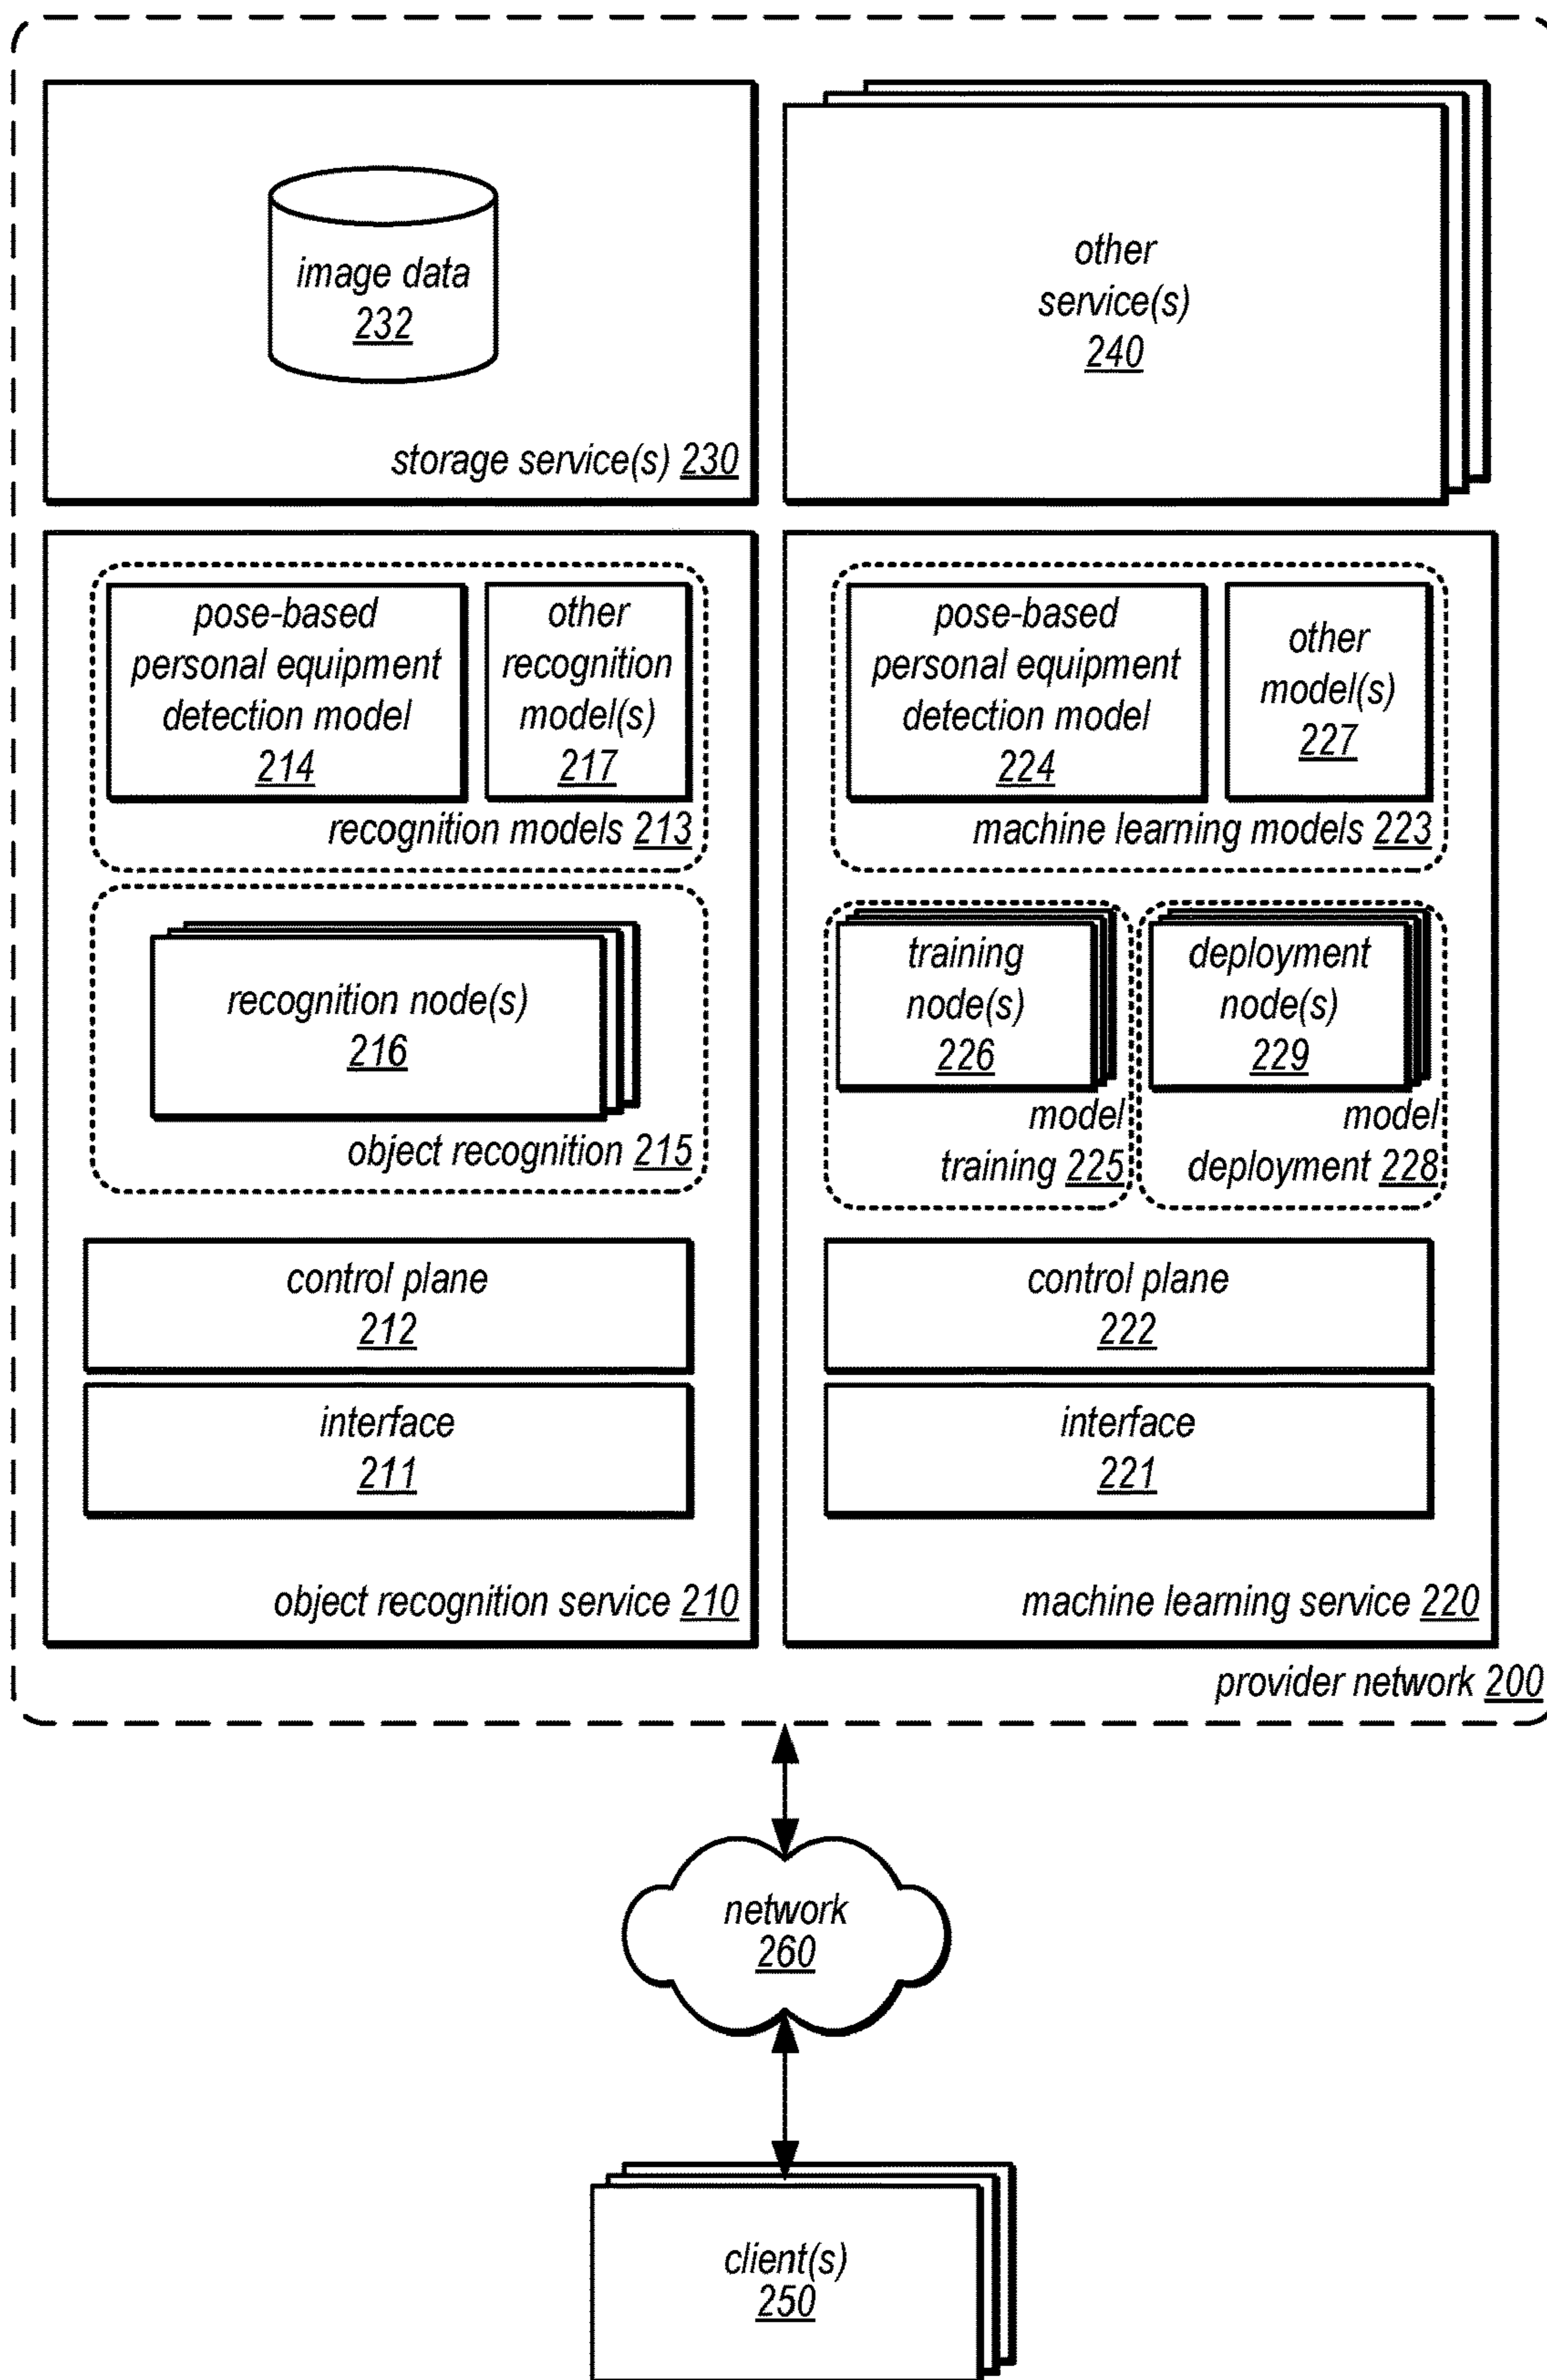 image data
232
storage service(s) 230
other
service(s)
240
pose-based
personal equipment
detection model
214
other
recognition
model(s)
217
recognition models 213
recognition node(s)
216
object recognition 215
control plane
212
interface
211
object recognition service 210
pose-based
personal equipment
detection model
224
other
model(s)
227
machine learning models 223
training
node(s)
226
model
training 225
deployment
node(s)
229
model
deployment 228
control plane
222
interface
221
machine learning service 220
provider network 200
network
260
client(s)
250